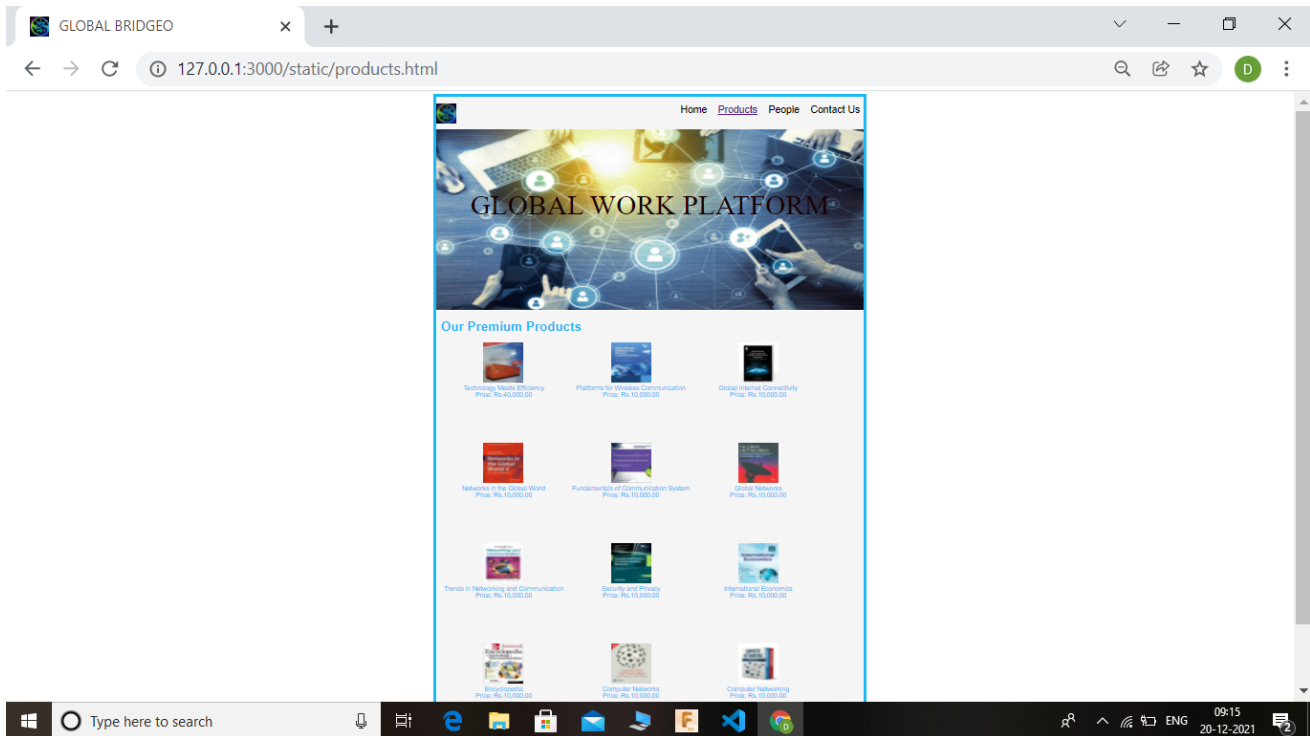 GLOBAL BRIDGEO
127.0.0.1:3000/static/products.html
D
Home Products People Contact Us
GLOBAL WORK PLATFORM
Our Premium Products
Technology Meets Efficiency
Price: Rs.40,000.00
Platforms for Wireless Communication
Price: Rs.10,000.00
Global Internet Connectivity
Price: Rs.10,000.00
Networks in the Global World
Price: Rs.10,000.00
Fundamentals of Communication System
Price: Rs.10,000.00
Global Networks
Price: Rs.10,000.00
Trends in Networking and Communication
Price: Rs.10,000.00
Security and Privacy
Price: Rs.10,000.00
International Economics
Price: Rs.10,000.00
Encyclopedia
Price: Rs.10,000.00
Computer Networks
Price: Rs.10,000.00
Computer Networking
Price: Rs.10,000.00
Type here to search
ENG
09:15
20-12-2021
2